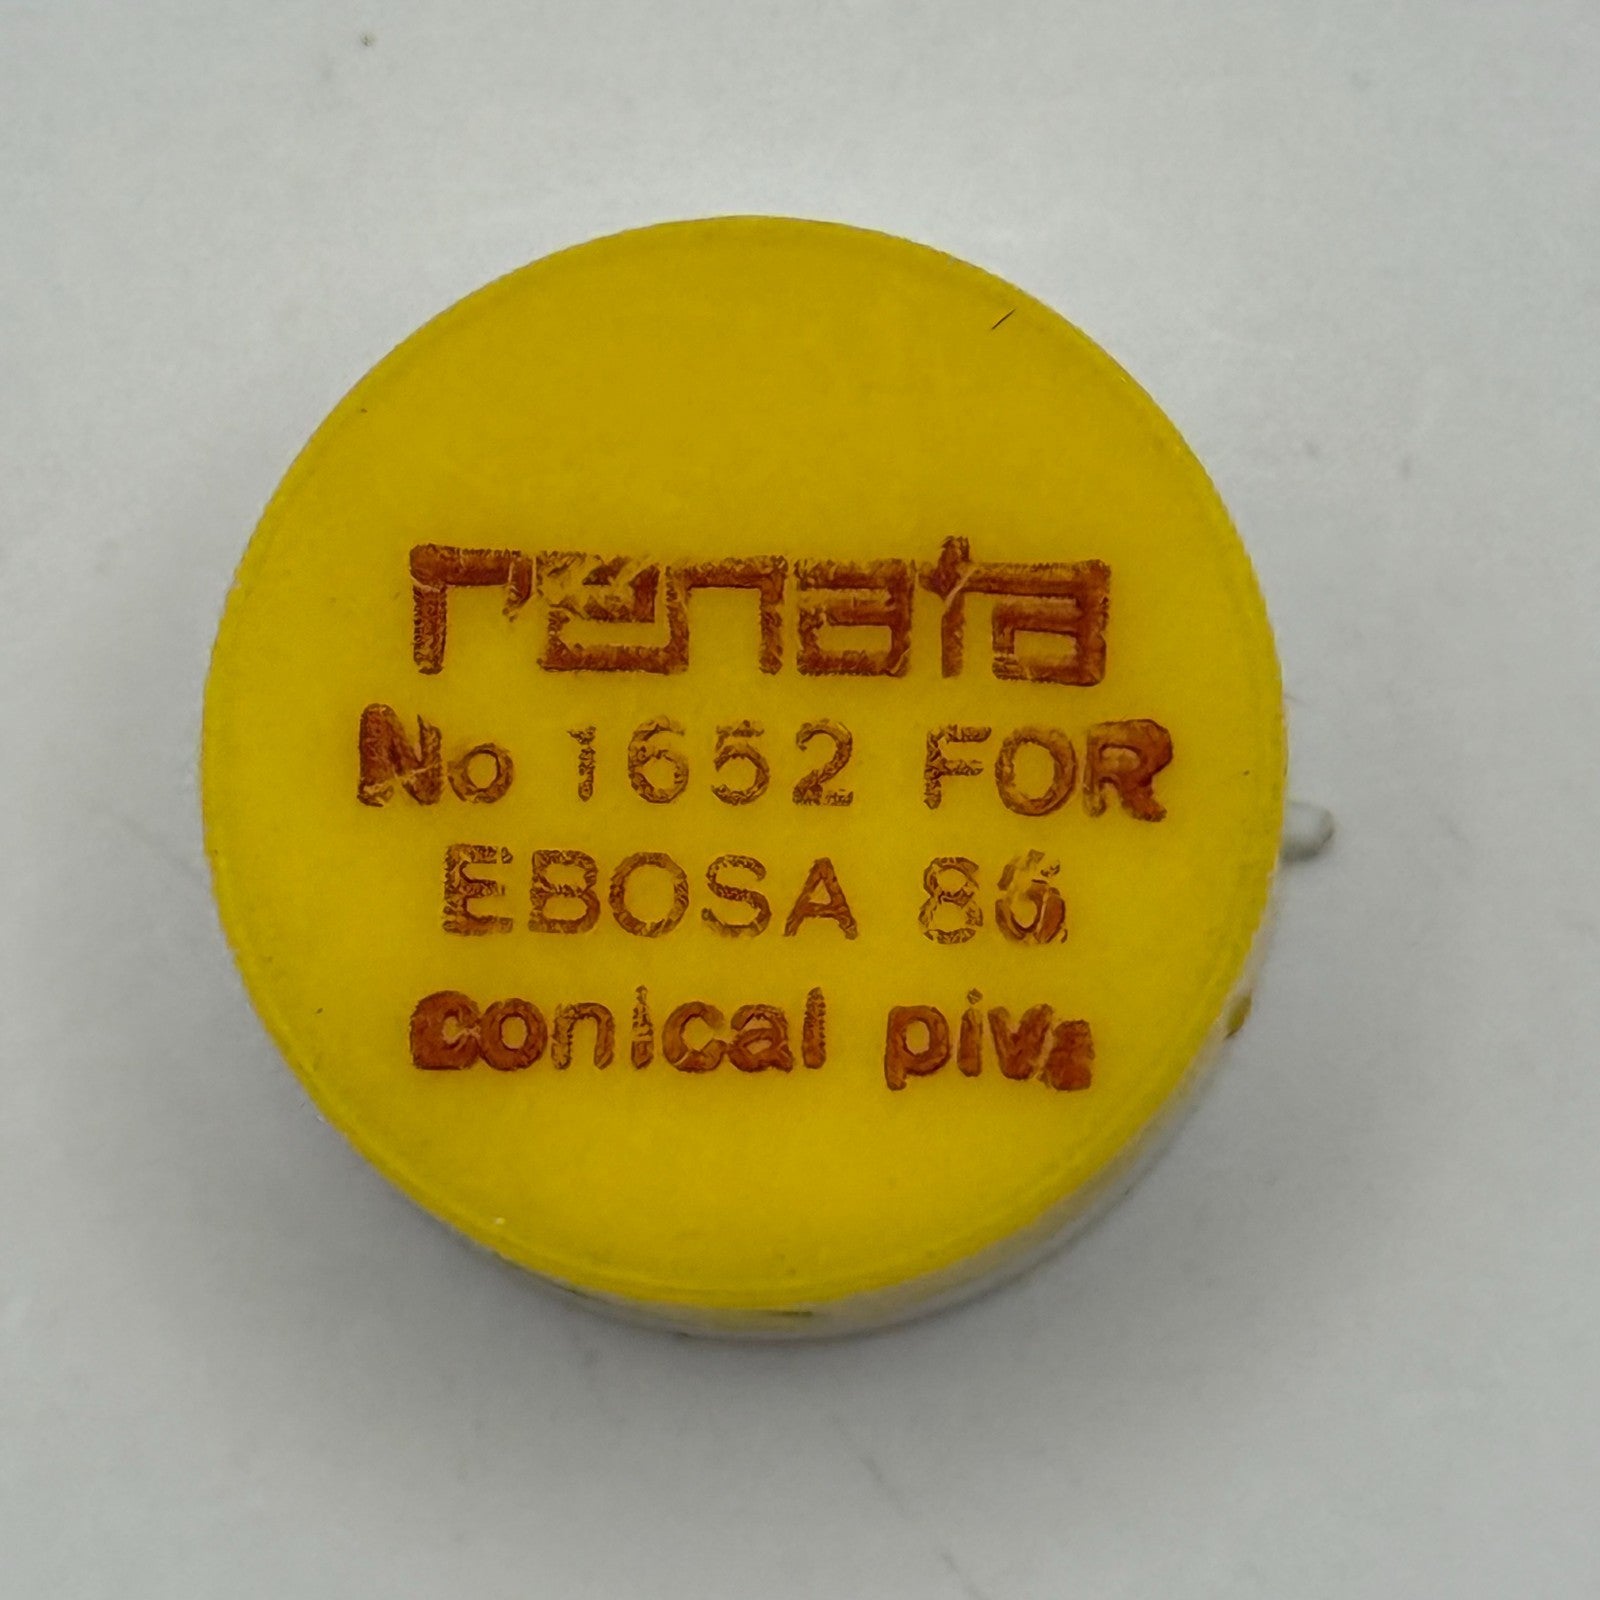 renata
No 1652 FOR
EBOSA 86
conical piv.